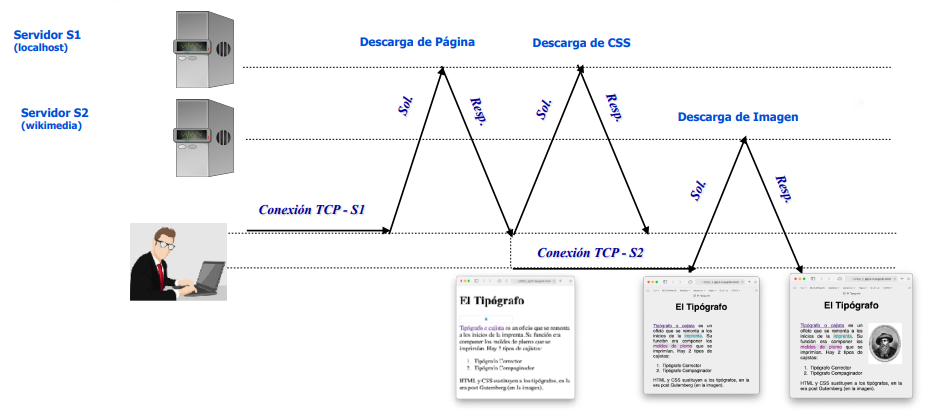 Servidor S1
(localhost)
Descarga de Página
Descarga de CSS
Sol.
Resp.
Sol.
Resp.
Servidor S2
(wikimedia)
Descarga de Imagen
Sol.
Resp.
Conexión TCP - S1
Conexión TCP - S2
El Tipógrafo
Tipógrafo o cajista es un oficio que se remonta
a los inicios de la imprenta. Su función era
componer los moldes de plomo que se
imprimían. Hay 2 tipos de cajistas:
1. Tipógrafo Corrector
2. Tipógrafo Compaginador
HTML y CSS sustituyen a los tipógrafos, en la
era post Gutemberg (en la imagen).
El Tipógrafo
Tipógrafo o cajista es un
oficio que se remonta a los
inicios de la imprenta. Su
función era componer los
moldes de plomo que se
imprimían. Hay 2 tipos de
cajistas:
1. Tipógrafo Corrector
2. Tipógrafo Compaginador
HTML y CSS sustituyen a los tipógrafos, en la
era post Gutemberg (en la imagen).
El Tipógrafo
Tipógrafo o cajista es un
oficio que se remonta a los
inicios de la imprenta. Su
función era componer los
moldes de plomo que se
imprimían. Hay 2 tipos de
cajistas:
1. Tipógrafo Corrector
2. Tipógrafo Compaginador
HTML y CSS sustituyen a los tipógrafos, en la
era post Gutemberg (en la imagen).